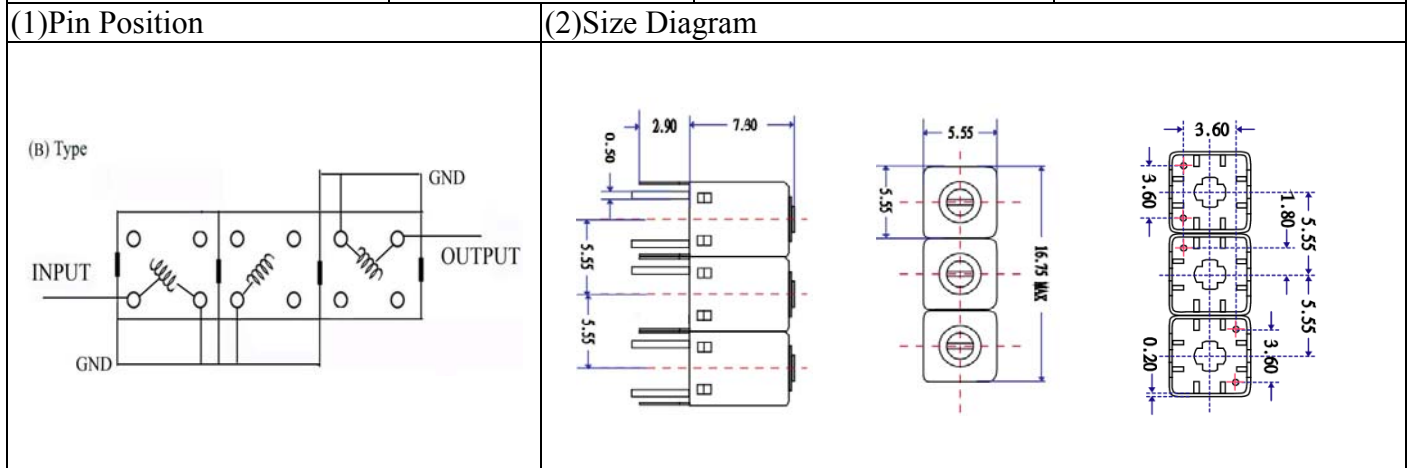 (1)Pin Position
(2)Size Diagram
(B) Type
GND
INPUT
OUTPUT
GND
2.90
7.90
0.50
5.55
5.55
5.55
5.55
16.75 MAX
3.60
3.60
1.80
5.55
5.55
3.60
0.20